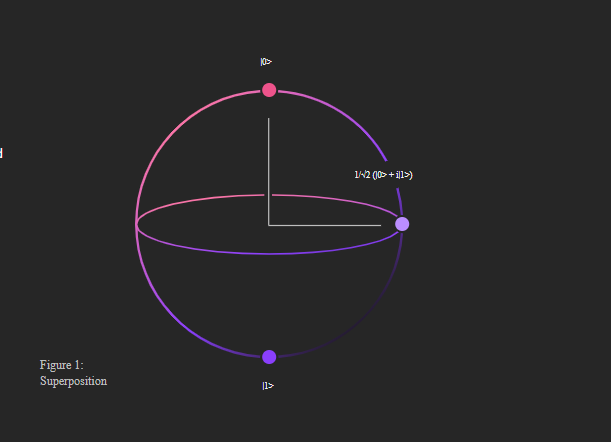 |0>
1/√2 (|0> + i|1>)
Figure 1:
Superposition
|1>